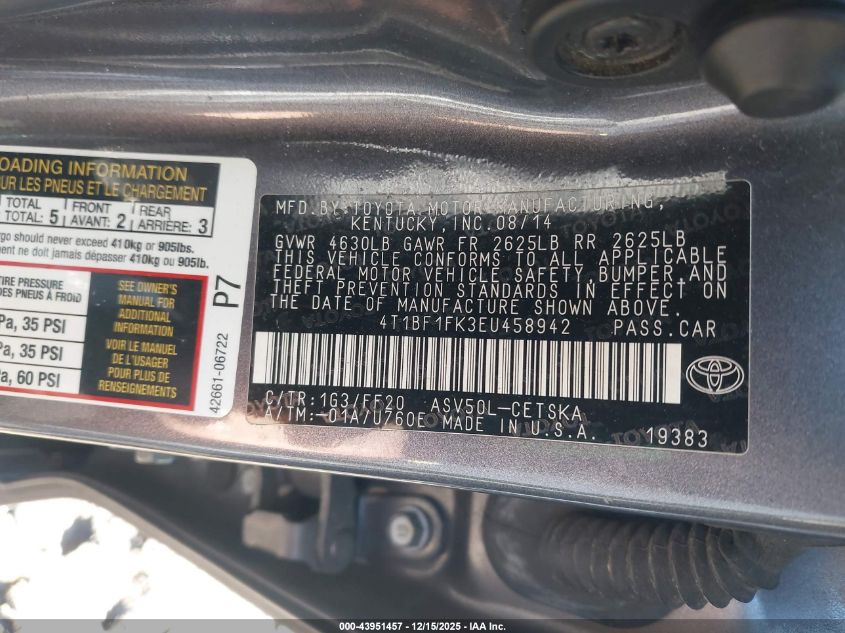 OADING INFORMATION
OUR LES PNEUS ET LE CHARGEMENT
TOTAL FRONT REAR
TOTAL: 5 AVANT: 2 ARRIÈRE: 3
rgo should never exceed 410kg or 905lbs.
ment ne doit jamais dépasser 410kg ou 905lb.
TIRE PRESSURE
DES PNEUS À FROID
Pa, 35 PSI
Pa, 35 PSI
a, 60 PSI
SEE OWNER'S
MANUAL FOR
ADDITIONAL
INFORMATION
VOIR LE MANUEL
DE L'USAGER
POUR PLUS DE
RENSEIGNEMENTS
P7
42661-06722
MFD.BY:TOYOTA MOTOR MANUFACTURING,
KENTUCKY, INC. 08/14
GVWR 4630LB GAWR FR 2625LB RR 2625LB
THIS VEHICLE CONFORMS TO ALL APPLICABLE
FEDERAL MOTOR VEHICLE SAFETY, BUMPER,AND
THEFT PREVENTION STANDARDS IN EFFECT ON
THE DATE OF MANUFACTURE SHOWN ABOVE.
4T1BF1FK3EU458942 PASS.CAR
C/TR:1G3/FF20 ASV50L-CETSKA
A/TM:-01A/U760E MADE IN U.S.A. 19383
000-43951457 - 12/15/2025 - IAA Inc.